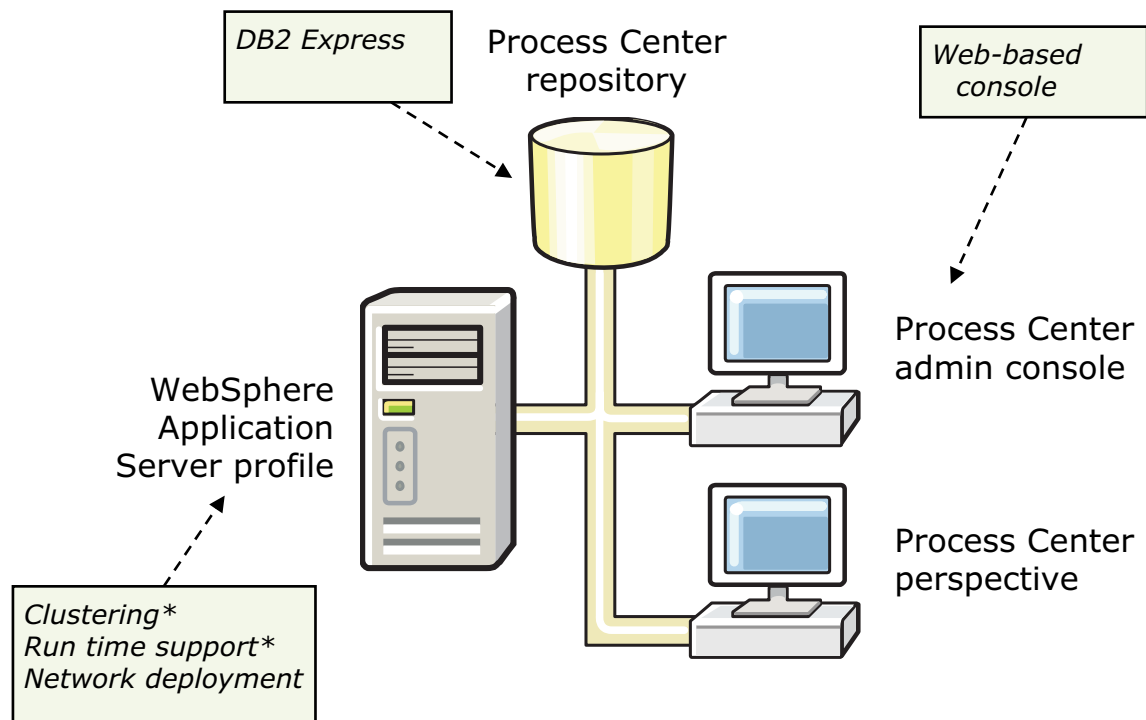 DB2 Express
Process Center
repository
Web-based
console
WebSphere
Application
Server profile
Process Center
admin console
Process Center
perspective
Clustering*
Run time support*
Network deployment